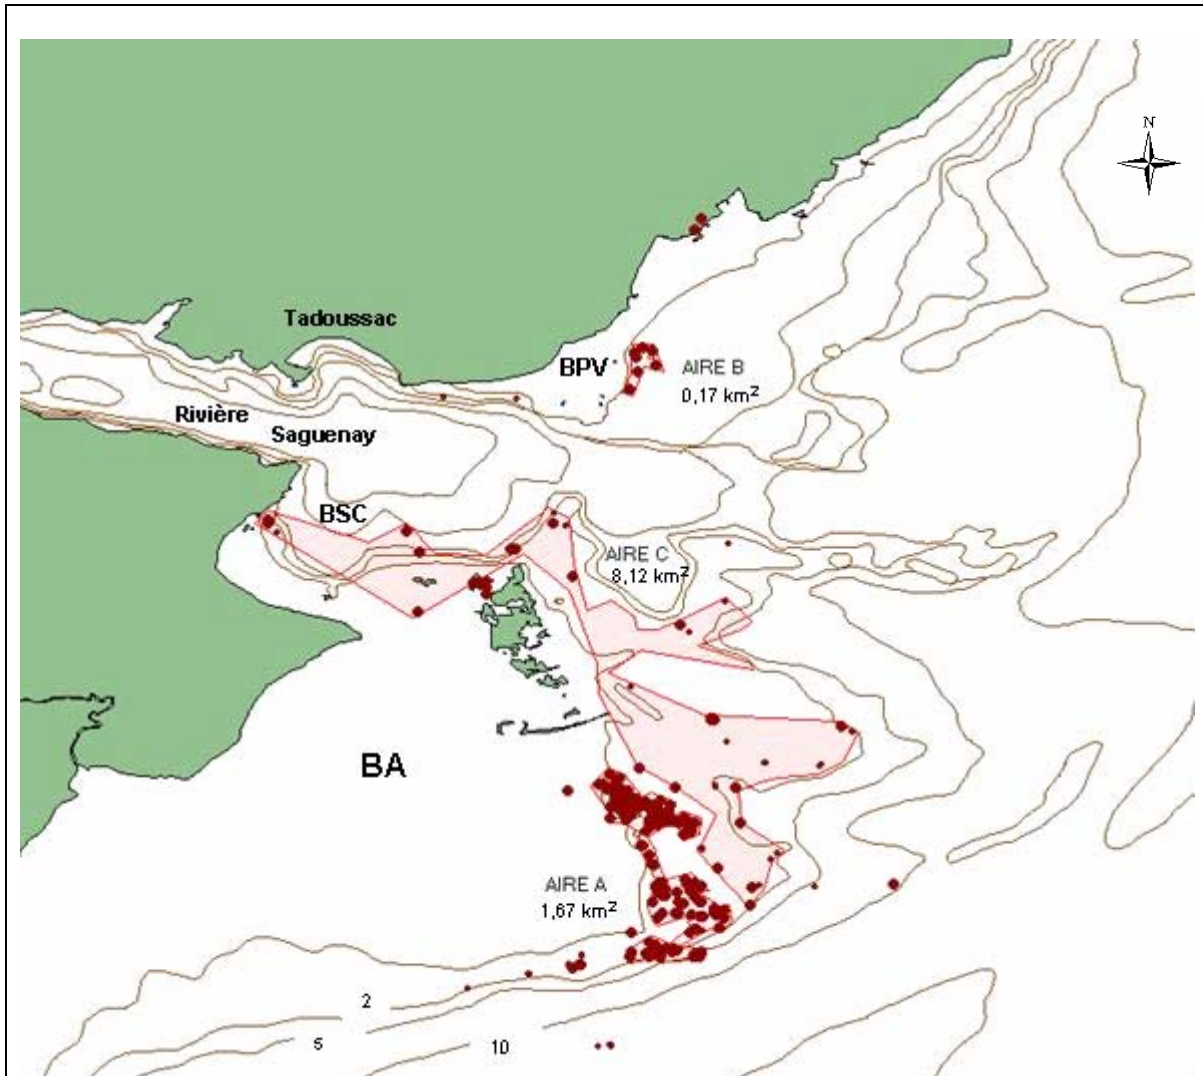 N
Tadoussac
BPV
AIRE B
0,17 km²
Rivière
Saguenay
BSC
AIRE C
8,12 km²
BA
AIRE A
1,67 km²
2
5
10